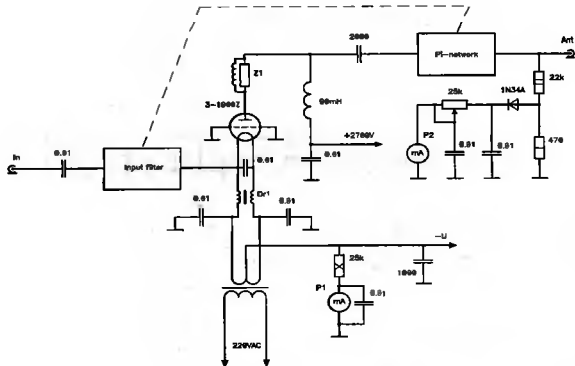 2000
Pi-network
Ant
Z1
22k
3-1000Z
90mH
25k
1N34A
+2700V
P2
mA
0.01
0.01
470
In
0.01
Input filter
0.01
0.01
Dr1
0.01
0.01
-U
25k
1000
P1
mA
0.01
220VAC